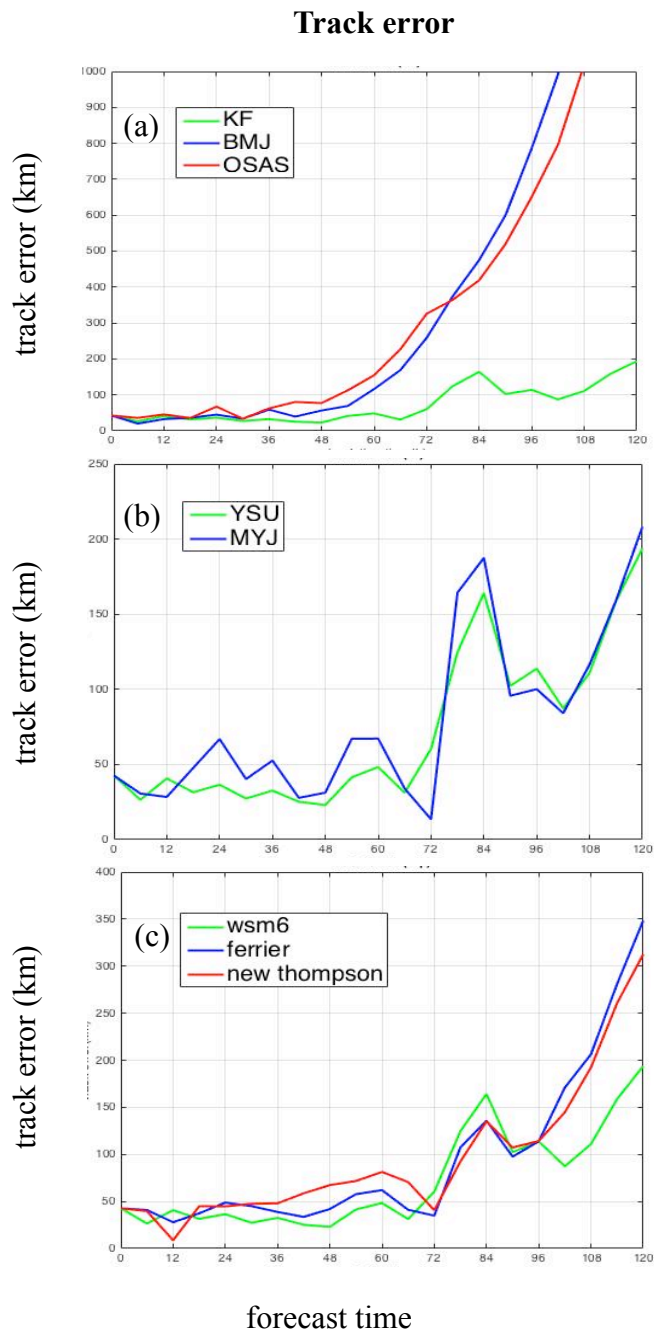 Track error
1000
900
800
700
600
500
400
300
200
100
0
(a)
KF
BMJ
OSAS
track error (km)
0 12 24 36 48 60 72 84 96 108 120
250
200
150
100
50
0
(b)
YSU
MYJ
track error (km)
0 12 24 36 48 60 72 84 96 108 120
400
350
300
250
200
150
100
50
0
(c)
wsm6
ferrier
new thompson
track error (km)
0 12 24 36 48 60 72 84 96 108 120
forecast time